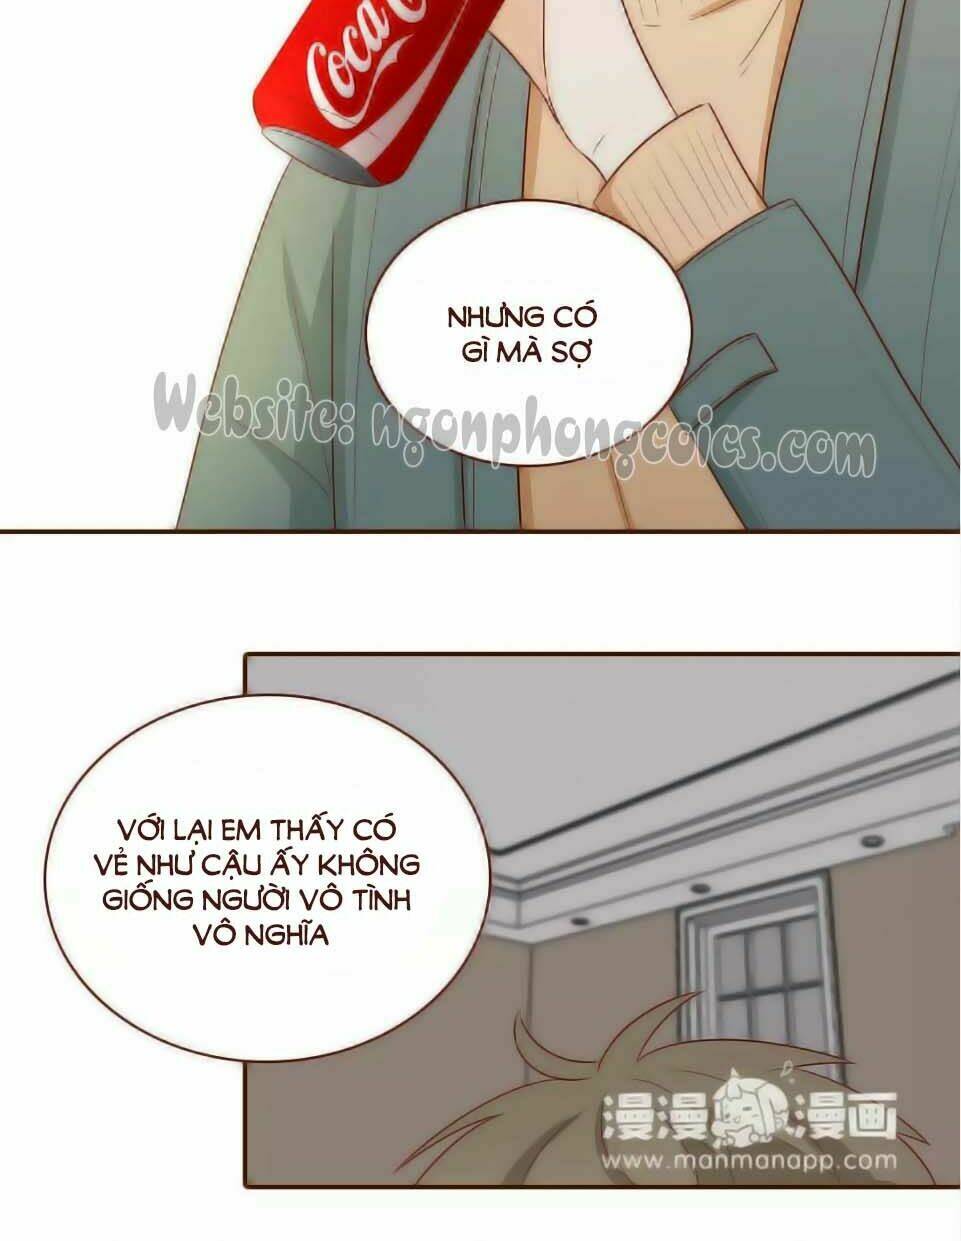 Coca-C
NHƯNG CÓ
GÌ MÀ SỢ
Website: ngonphongcoics.com
VỚI LẠI EM THẤY CÓ
VẺ NHƯ CẬU ẤY KHÔNG
GIỐNG NGƯỜI VÔ TÌNH
VÔ NGHĨA
漫漫漫画
www.manmanapp.com